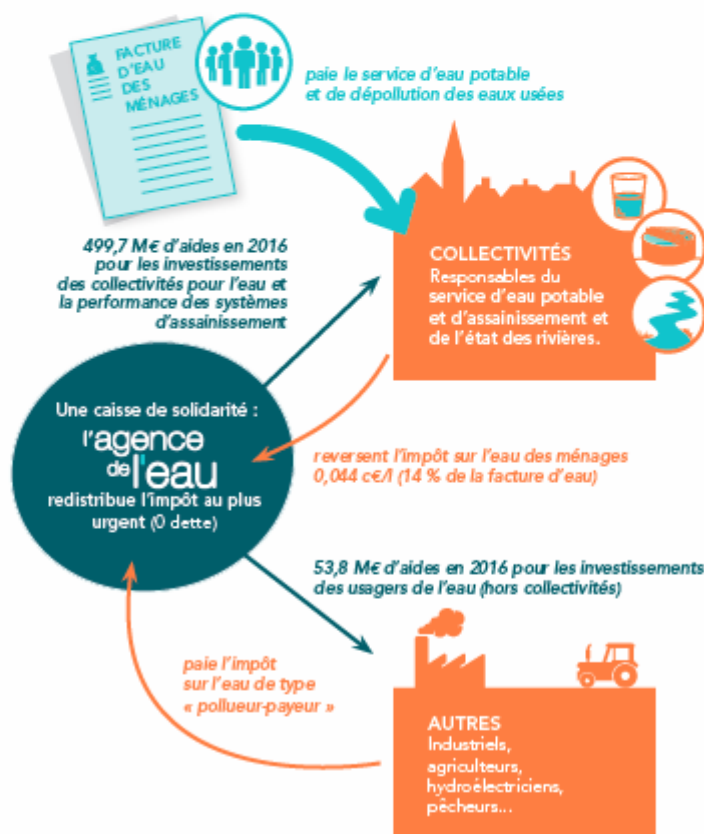 FACTURE
D'EAU
DES
MÉNAGES
paie le service d'eau potable
et de dépollution des eaux usées
499,7 M€ d'aides en 2016
pour les investissements
des collectivités pour l'eau et
la performance des systèmes
d'assainissement
COLLECTIVITÉS
Responsables du
service d'eau potable
et d'assainissement et
de l'état des rivières.
Une caisse de solidarité :
l'agence
de l'eau
redistribue l'impôt au plus
urgent (0 dette)
reversent l'impôt sur l'eau des ménages
0,044 c€/l (14 % de la facture d'eau)
53,8 M€ d'aides en 2016 pour les investissements
des usagers de l'eau (hors collectivités)
paie l'impôt
sur l'eau de type
« pollueur-payeur »
AUTRES
Industriels,
agriculteurs,
hydroélectriciens,
pêcheurs...